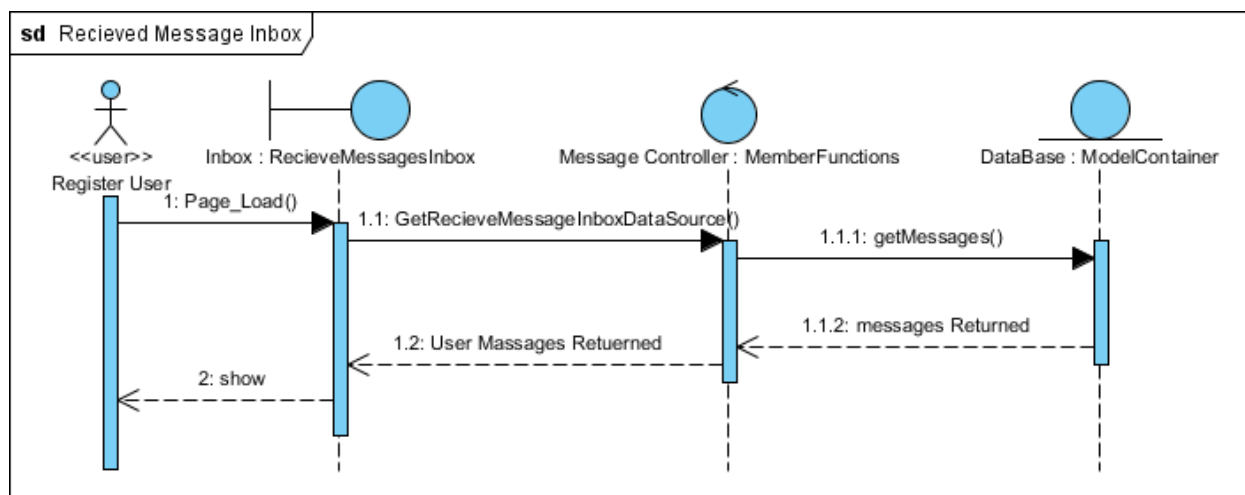 sd Recieved Message Inbox
<<user>>
Register User
Inbox : RecieveMessagesInbox
Message Controller : MemberFunctions
DataBase : ModelContainer
1: Page_Load()
1.1: GetRecieveMessageInboxDataSource()
1.1.1: getMessages()
1.1.2: messages Returned
1.2: User Massages Retuerned
2: show